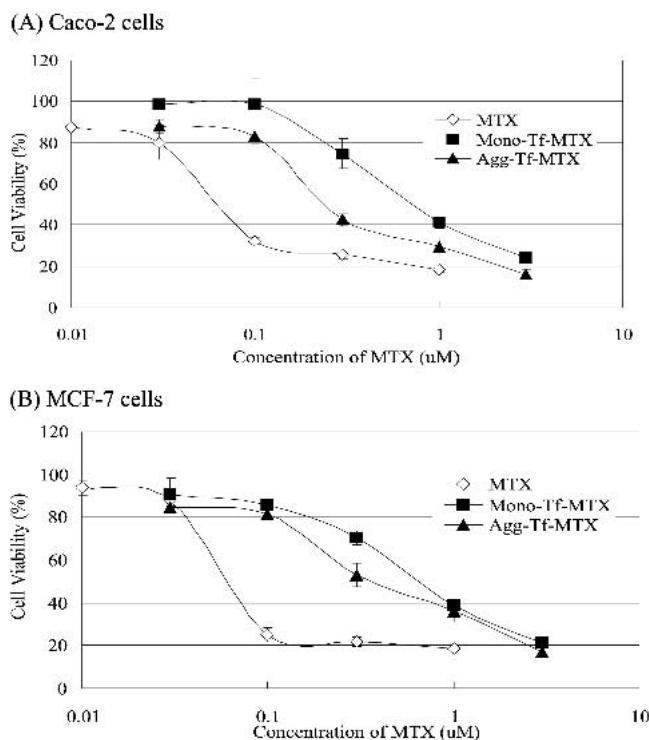 (A) Caco-2 cells
120
100
80
60
40
20
0
Cell Viability (%)
MTX
Mono-Tf-MTX
Agg-Tf-MTX
0.01 0.1 1 10
Concentration of MTX (uM)
(B) MCF-7 cells
120
100
80
60
40
20
0
Cell Viability (%)
MTX
Mono-Tf-MTX
Agg-Tf-MTX
0.01 0.1 1 10
Concentration of MTX (uM)